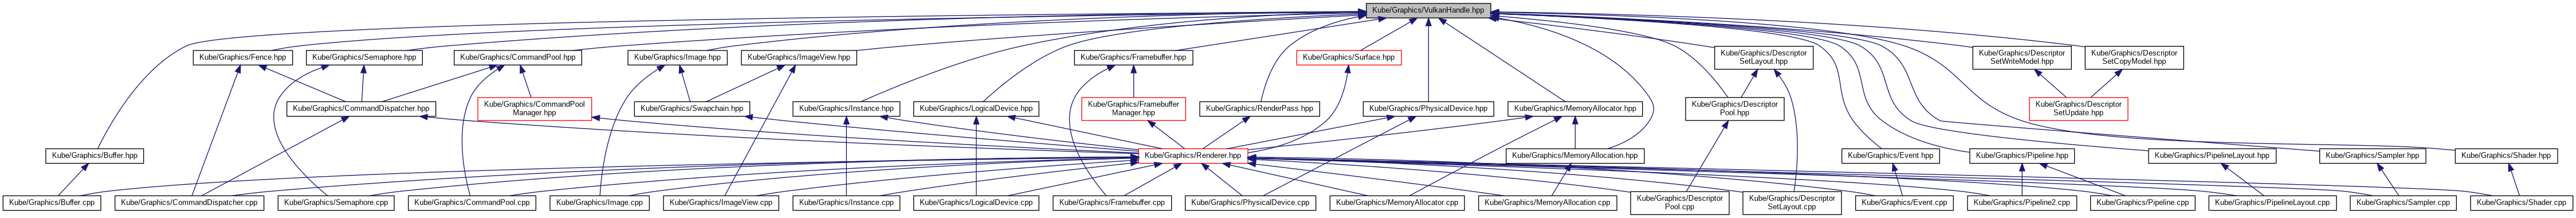 Kube/Graphics/VulkanHandle.hpp
Kube/Graphics/Fence.hpp
Kube/Graphics/Semaphore.hpp
Kube/Graphics/CommandPool.hpp
Kube/Graphics/Image.hpp
Kube/Graphics/ImageView.hpp
Kube/Graphics/Framebuffer.hpp
Kube/Graphics/Surface.hpp
Kube/Graphics/Descriptor
SetLayout.hpp
Kube/Graphics/Descriptor
SetWriteModel.hpp
Kube/Graphics/Descriptor
SetCopyModel.hpp
Kube/Graphics/CommandDispatcher.hpp
Kube/Graphics/CommandPool
Manager.hpp
Kube/Graphics/Swapchain.hpp
Kube/Graphics/Instance.hpp
Kube/Graphics/LogicalDevice.hpp
Kube/Graphics/Framebuffer
Manager.hpp
Kube/Graphics/RenderPass.hpp
Kube/Graphics/PhysicalDevice.hpp
Kube/Graphics/MemoryAllocator.hpp
Kube/Graphics/Descriptor
Pool.hpp
Kube/Graphics/Descriptor
SetUpdate.hpp
Kube/Graphics/Buffer.hpp
Kube/Graphics/Renderer.hpp
Kube/Graphics/MemoryAllocation.hpp
Kube/Graphics/Event.hpp
Kube/Graphics/Pipeline.hpp
Kube/Graphics/PipelineLayout.hpp
Kube/Graphics/Sampler.hpp
Kube/Graphics/Shader.hpp
Kube/Graphics/Buffer.cpp
Kube/Graphics/CommandDispatcher.cpp
Kube/Graphics/Semaphore.cpp
Kube/Graphics/CommandPool.cpp
Kube/Graphics/Image.cpp
Kube/Graphics/ImageView.cpp
Kube/Graphics/Instance.cpp
Kube/Graphics/LogicalDevice.cpp
Kube/Graphics/Framebuffer.cpp
Kube/Graphics/PhysicalDevice.cpp
Kube/Graphics/MemoryAllocator.cpp
Kube/Graphics/MemoryAllocation.cpp
Kube/Graphics/Descriptor
Pool.cpp
Kube/Graphics/Descriptor
SetLayout.cpp
Kube/Graphics/Event.cpp
Kube/Graphics/Pipeline2.cpp
Kube/Graphics/Pipeline.cpp
Kube/Graphics/PipelineLayout.cpp
Kube/Graphics/Sampler.cpp
Kube/Graphics/Shader.cpp